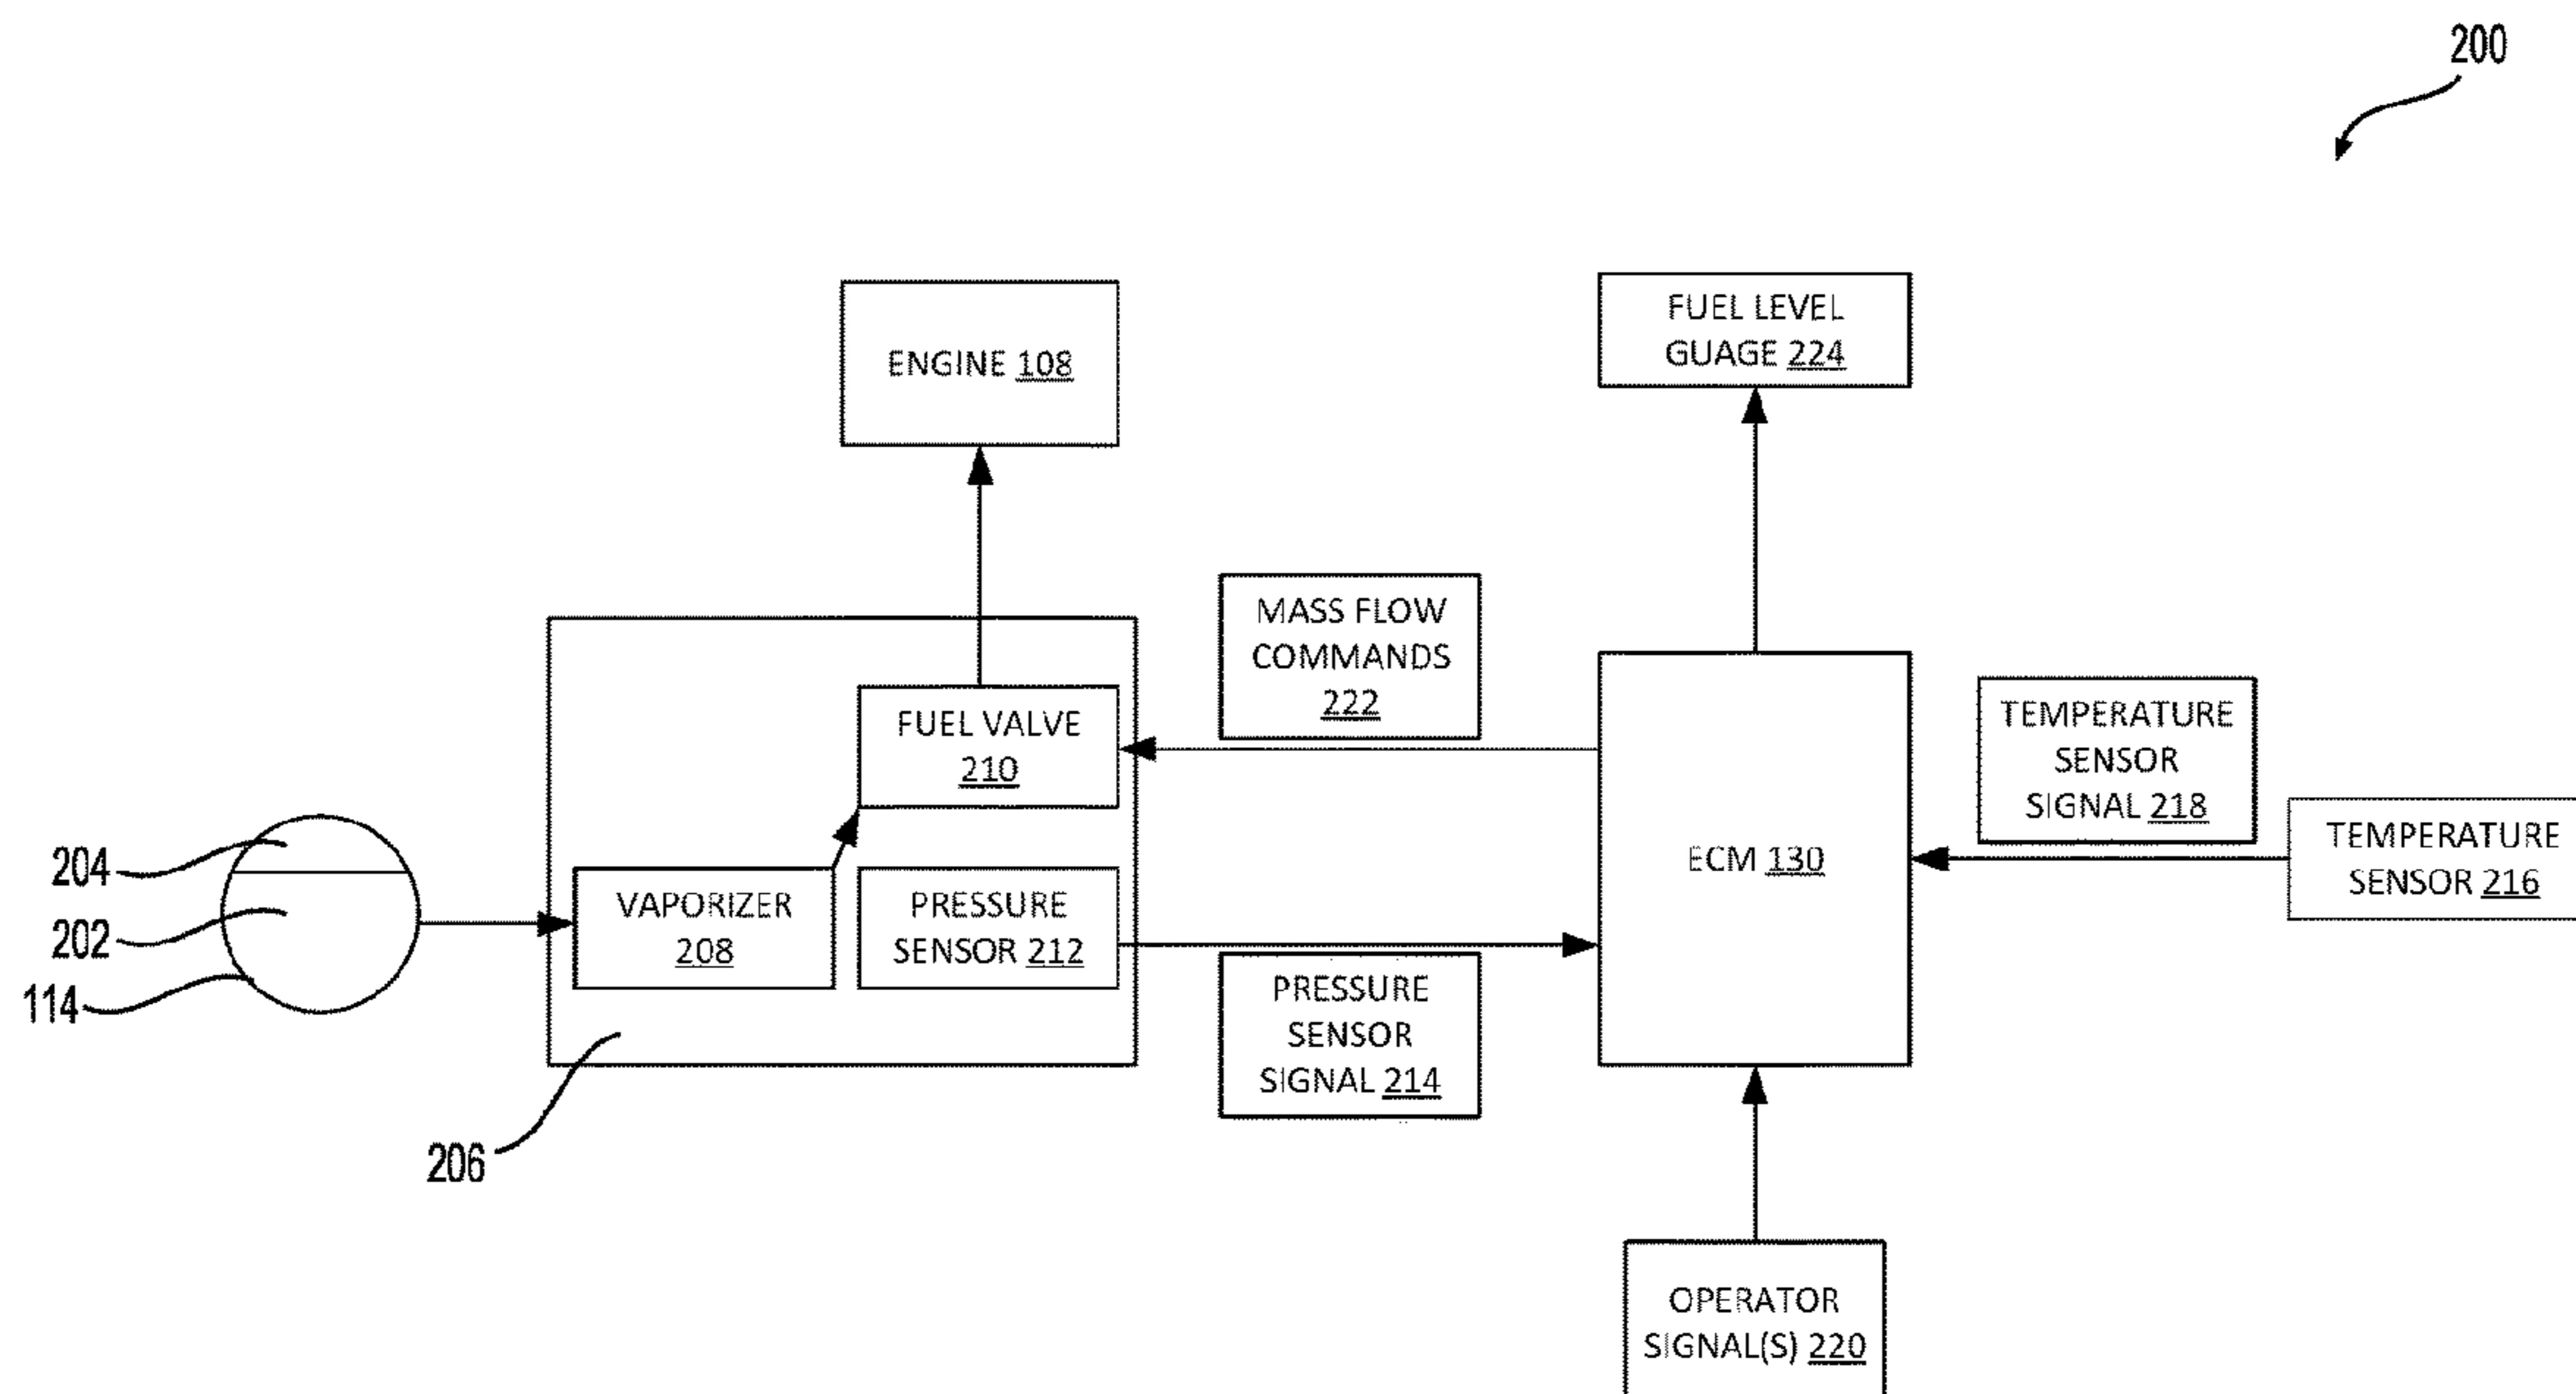 200
ENGINE 108
FUEL LEVEL
GUAGE 224
MASS FLOW
COMMANDS
222
FUEL VALVE
210
TEMPERATURE
SENSOR
SIGNAL 218
204
202
114
VAPORIZER
208
PRESSURE
SENSOR 212
ECM 130
TEMPERATURE
SENSOR 216
PRESSURE
SENSOR
SIGNAL 214
206
OPERATOR
SIGNAL(S) 220